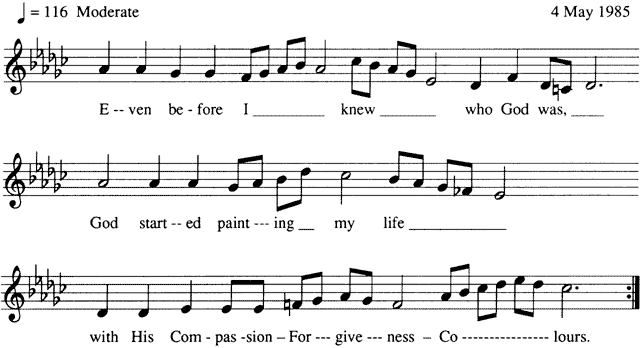 ♩ = 116 Moderate 4 May 1985
E -- ven be - fore I ________ knew ______ who God was, ____
God start -- ed paint --- ing __ my life ____________
with His Com - pas - sion – For --- give --- ness – Co ---------------- lours.